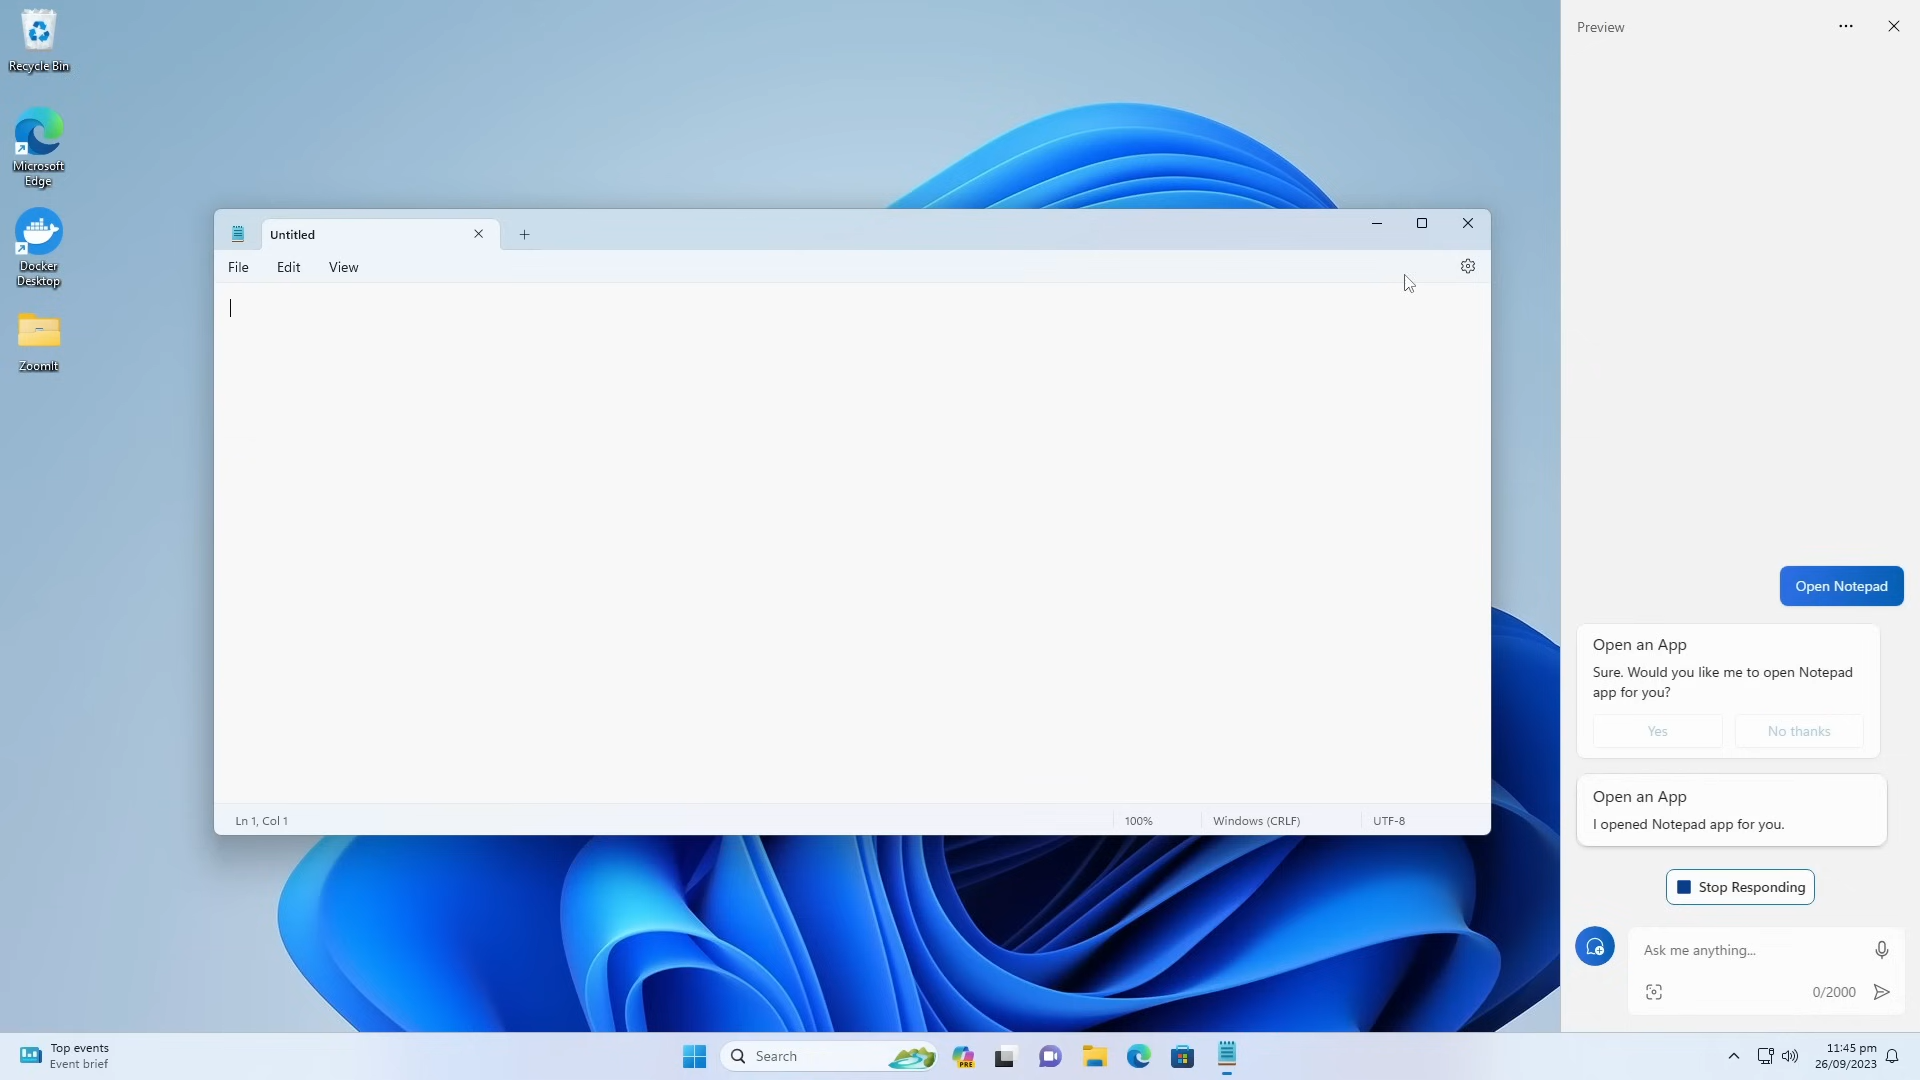 Recycle Bin
Microsoft
Edge
Docker
Desktop
ZoomIt
Untitled
File Edit View
Ln 1, Col 1 100% Windows (CRLF) UTF-8
Preview
Open Notepad
Open an App
Sure. Would you like me to open Notepad
app for you?
Yes No thanks
Open an App
I opened Notepad app for you.
Stop Responding
Ask me anything...
0/2000
Top events
Event brief
Search
PRE
11:45 pm
26/09/2023